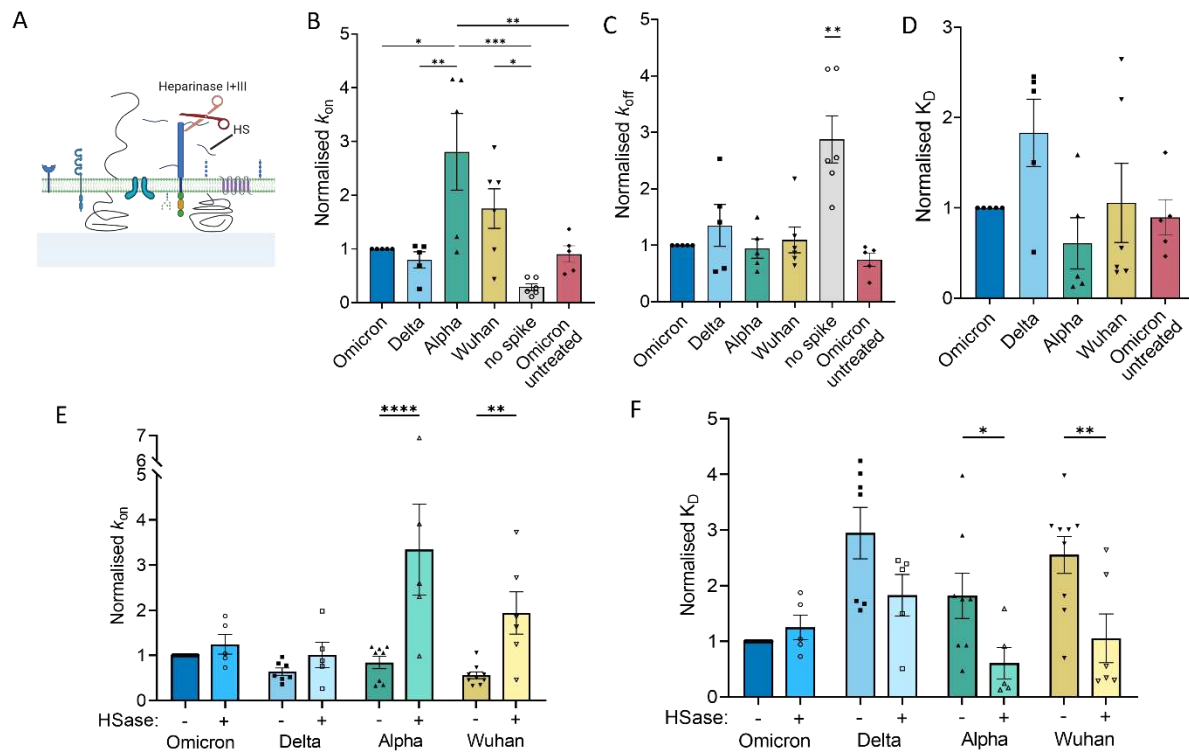 A
Heparinase I+III
HS
B
Normalised kon
5
4
3
2
1
0
*
**
***
**
*
Omicron
Delta
Alpha
Wuhan
no spike
Omicron
untreated
C
Normalised koff
5
4
3
2
1
0
**
Omicron
Delta
Alpha
Wuhan
no spike
Omicron
untreated
D
Normalised KD
3
2
1
0
Omicron
Delta
Alpha
Wuhan
Omicron
untreated
E
Normalised kon
7
6
5
4
3
2
1
0
****
**
HSase: - + - + - + - +
Omicron Delta Alpha Wuhan
F
Normalised KD
5
4
3
2
1
0
*
**
HSase: - + - + - + - +
Omicron Delta Alpha Wuhan